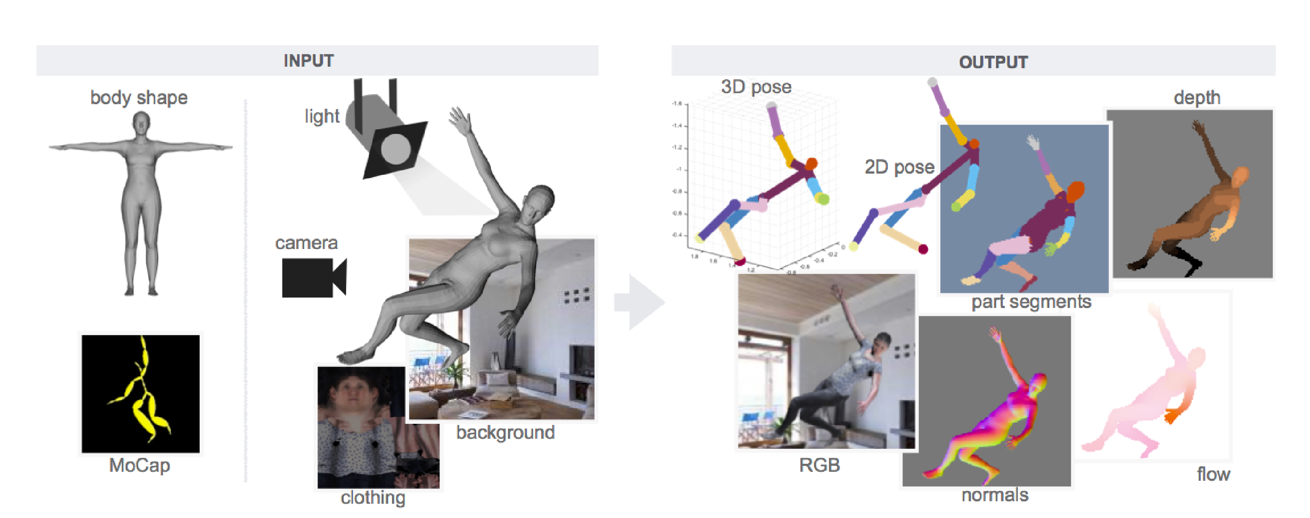 INPUT
body shape
light
camera
MoCap
clothing
background
OUTPUT
3D pose
2D pose
depth
part segments
RGB
normals
flow
-1.6
-1.4
-1.2
-1
-0.8
-0.6
-0.4
1.8
1.6
1.4
1.2
-0.8
-0.6
-0.4
-0.2
0